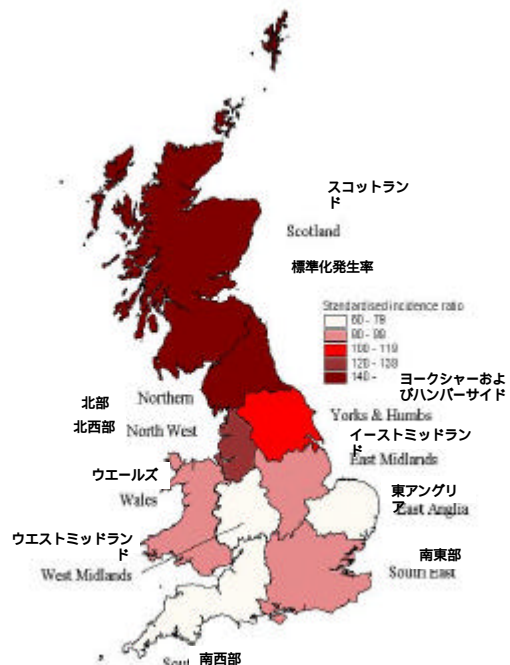 スコットラン
ド
Scotland
標準化発生率
Standardised incidence ratio
60 - 79
80 - 99
100 - 119
120 - 139
140 -
ヨークシャーおよ
びハンバーサイド
Northern
北部
Yorks & Humbs
北西部
North West
イーストミッドラン
ド
East Midlands
ウエールズ
Wales
東アングリ
ア
East Anglia
ウエストミッドラン
ド
West Midlands
南東部
South East
南西部